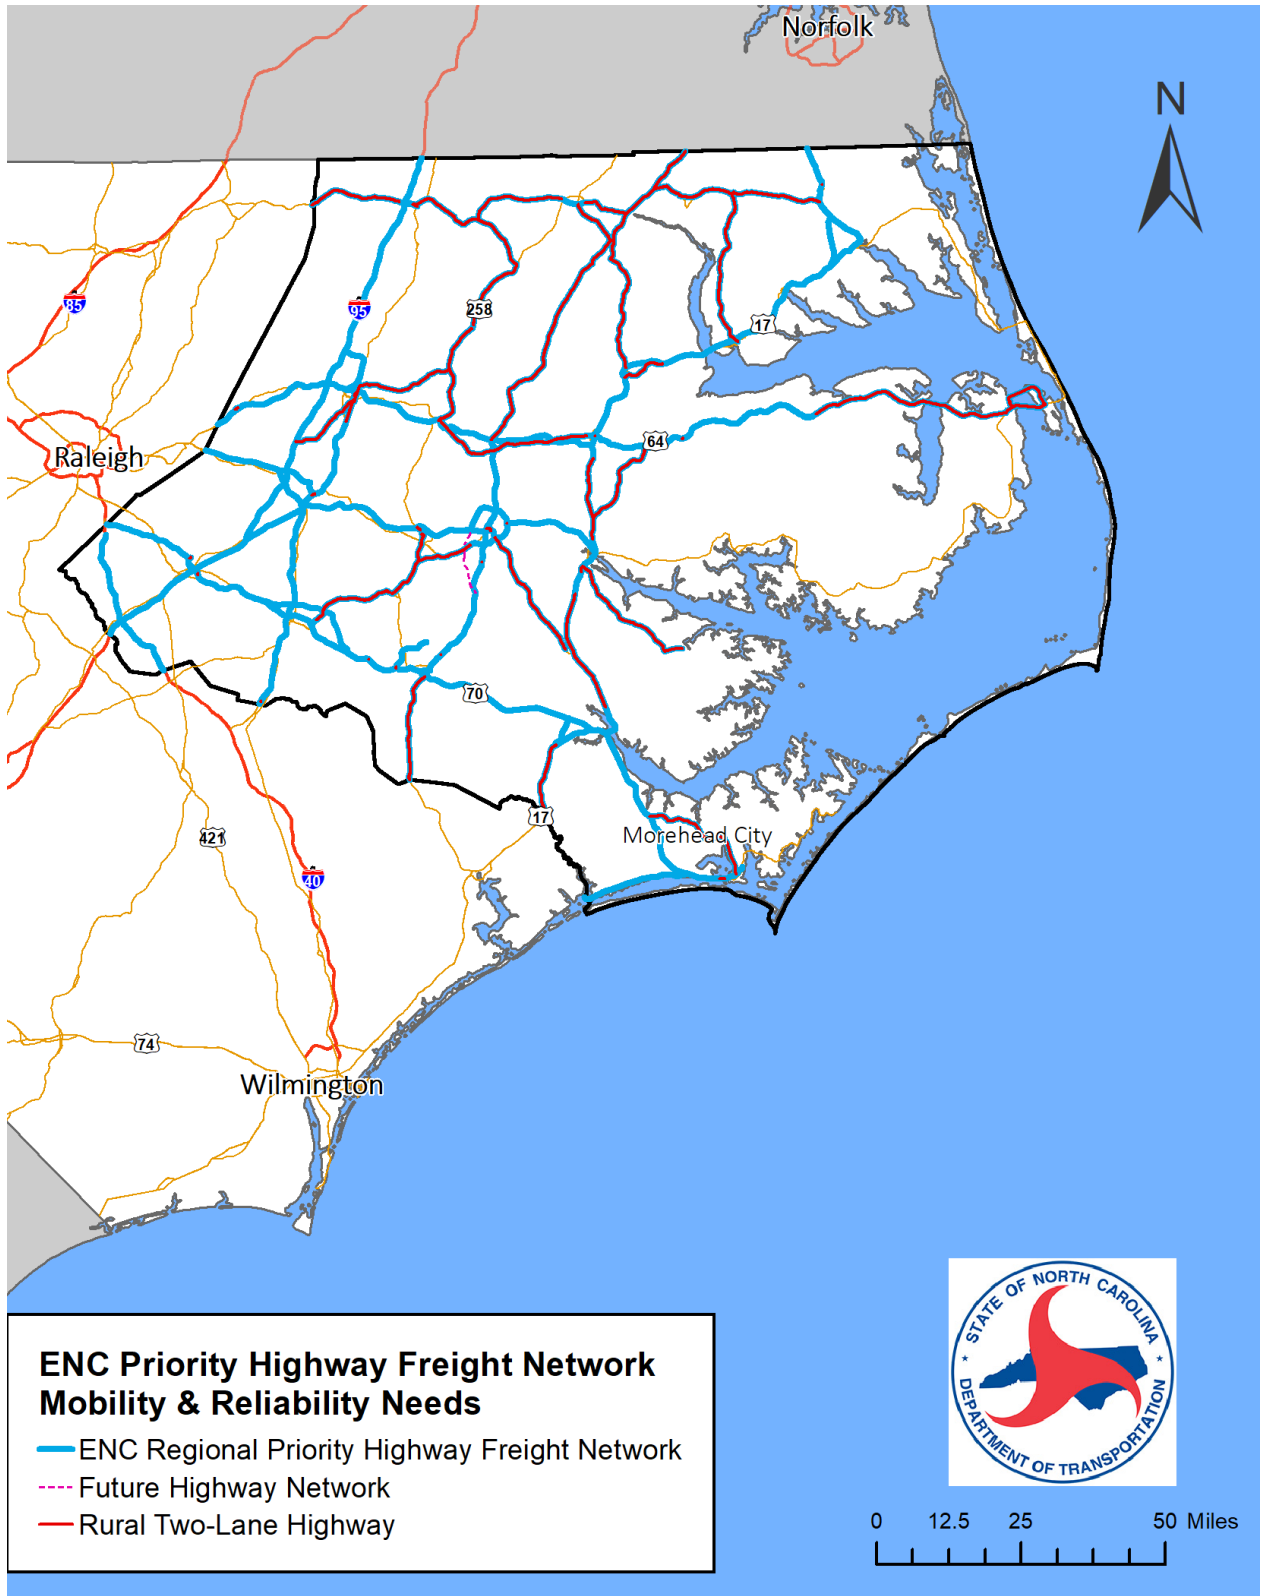 Norfolk
N
85
95
258
17
Raleigh
64
70
17
Morehead City
421
40
74
Wilmington
STATE OF NORTH CAROLINA
DEPARTMENT OF TRANSPORTATION
ENC Priority Highway Freight Network
Mobility & Reliability Needs
ENC Regional Priority Highway Freight Network
Future Highway Network
Rural Two-Lane Highway
0 12.5 25 50 Miles